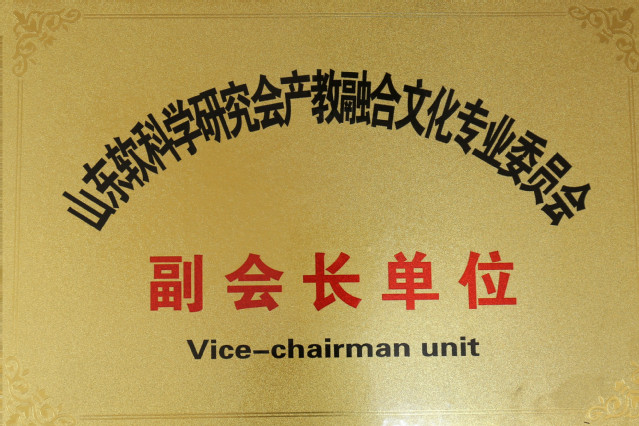 山东软科学研究会产教融合文化专业委员会
副会长单位
Vice-chairman unit